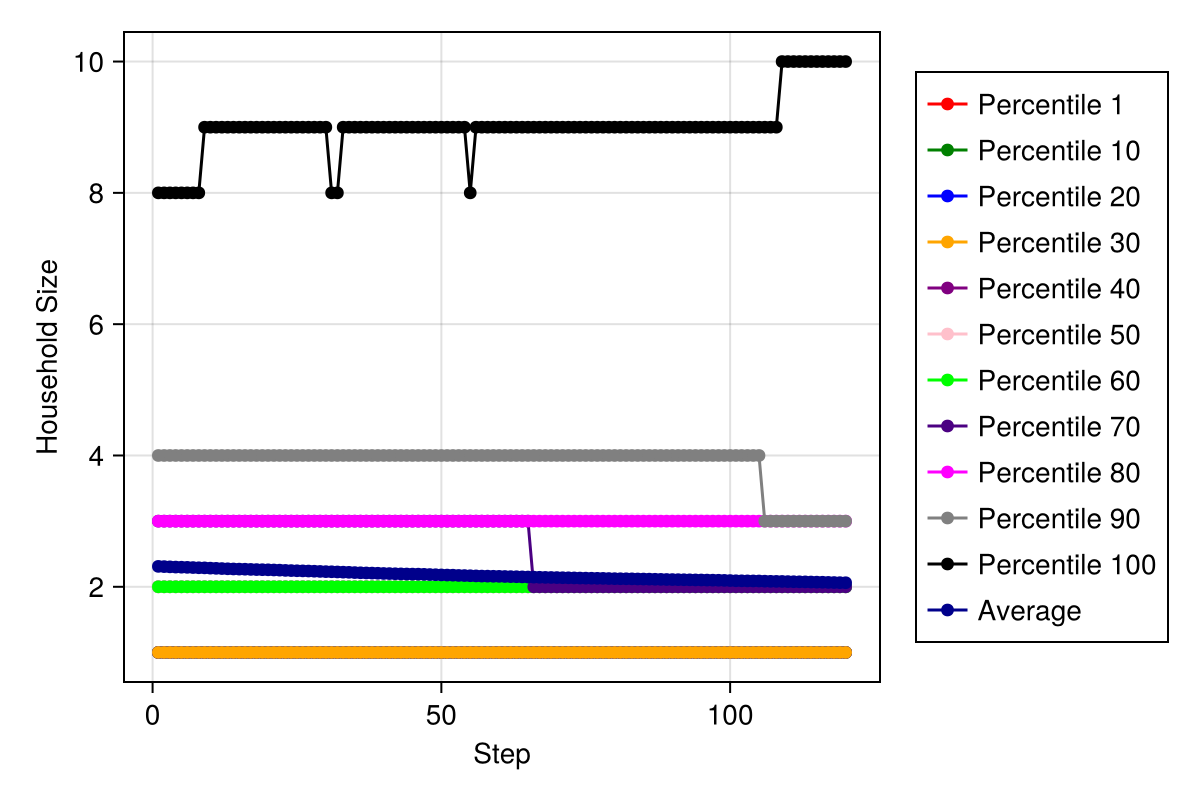 10
8
6
4
2
Household Size
0
50
100
Step
Percentile 1
Percentile 10
Percentile 20
Percentile 30
Percentile 40
Percentile 50
Percentile 60
Percentile 70
Percentile 80
Percentile 90
Percentile 100
Average